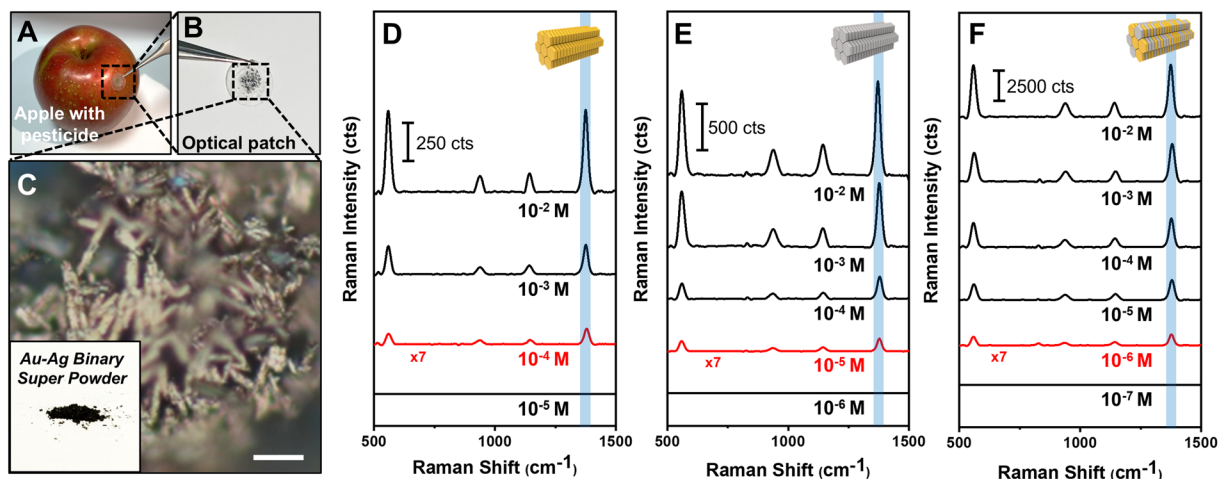 A
Apple with
pesticide
B
Optical patch
C
Au-Ag Binary
Super Powder
D
Raman Intensity (cts)
250 cts
10⁻² M
10⁻³ M
x7
10⁻⁴ M
10⁻⁵ M
500
1000
1500
Raman Shift (cm⁻¹)
E
Raman Intensity (cts)
500 cts
10⁻² M
10⁻³ M
10⁻⁴ M
x7
10⁻⁵ M
10⁻⁶ M
500
1000
1500
Raman Shift (cm⁻¹)
F
Raman Intensity (cts)
2500 cts
10⁻² M
10⁻³ M
10⁻⁴ M
10⁻⁵ M
x7
10⁻⁶ M
10⁻⁷ M
500
1000
1500
Raman Shift (cm⁻¹)